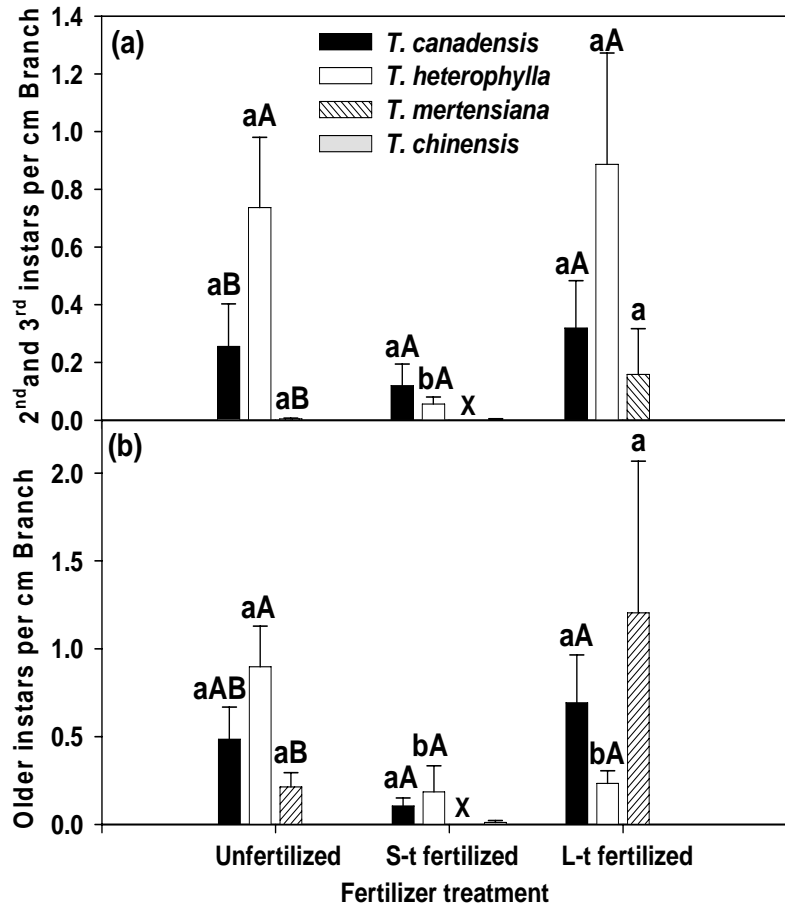 2nd and 3rd instars per cm Branch
1.4
1.2
1.0
0.8
0.6
0.4
0.2
0.0
(a)
T. canadensis
T. heterophylla
T. mertensiana
T. chinensis
aB
aA
aB
aA
bA
X
aA
aA
a
Older instars per cm Branch
2.0
1.5
1.0
0.5
0.0
(b)
aAB
aA
aB
aA
bA
X
aA
bA
a
Unfertilized
S-t fertilized
L-t fertilized
Fertilizer treatment